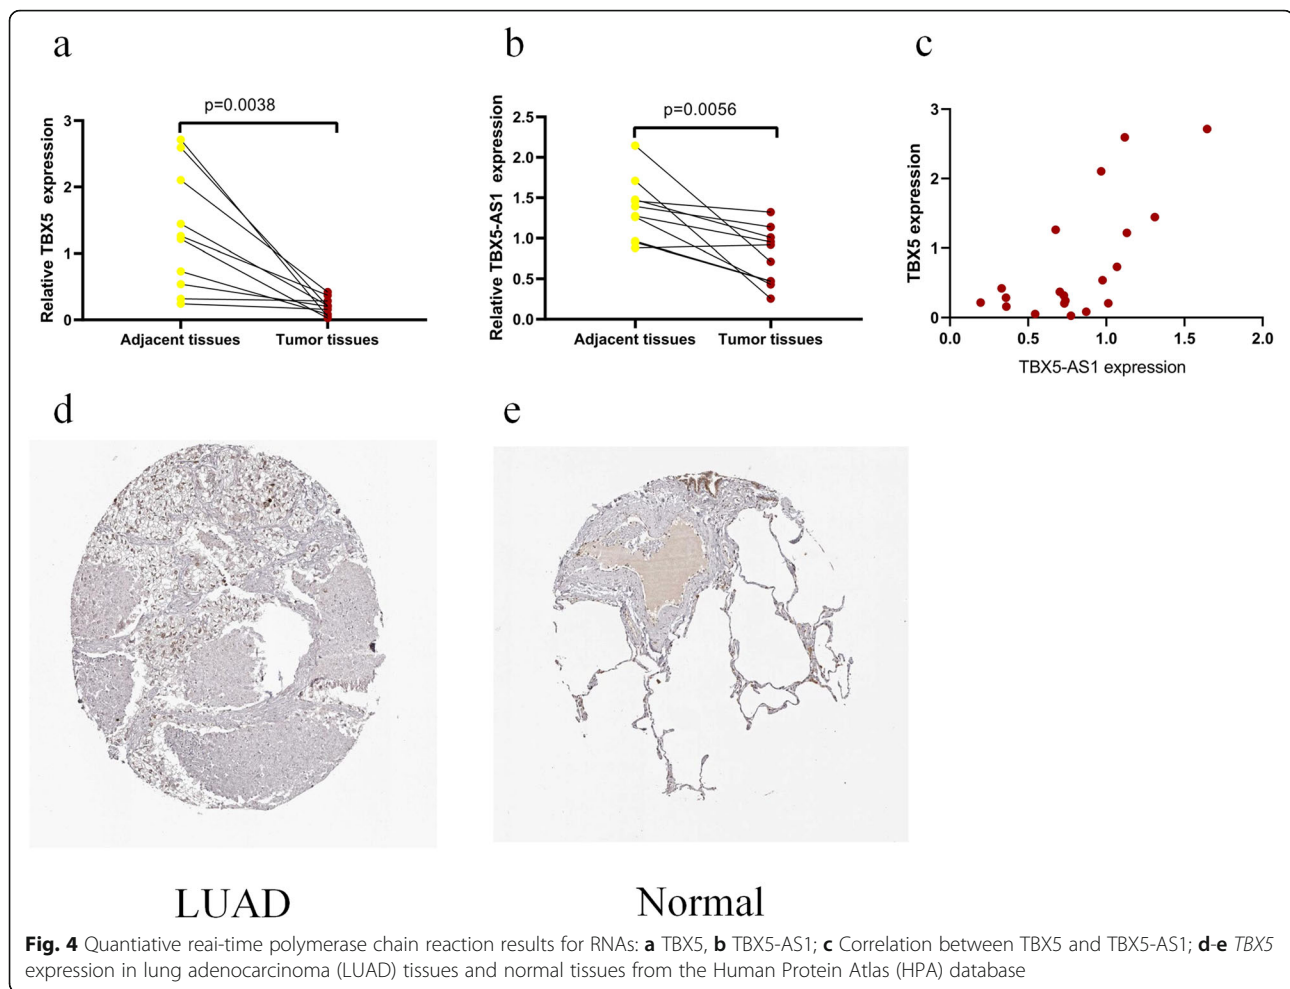 a
b
c
p=0.0038
Relative TBX5 expression
3
2
1
0
Adjacent tissues Tumor tissues
p=0.0056
Relative TBX5-AS1 expression
2.5
2.0
1.5
1.0
0.5
0.0
Adjacent tissues Tumor tissues
TBX5 expression
3
2
1
0
0.0 0.5 1.0 1.5 2.0
TBX5-AS1 expression
d
e
LUAD
Normal
Fig. 4 Quantiative reai-time polymerase chain reaction results for RNAs: a TBX5, b TBX5-AS1; c Correlation between TBX5 and TBX5-AS1; d-e TBX5
expression in lung adenocarcinoma (LUAD) tissues and normal tissues from the Human Protein Atlas (HPA) database